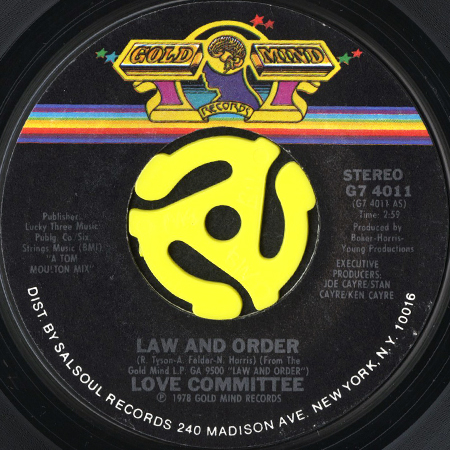 GOLD MIND
RECORDS
STEREO
G7 4011
(G7 4011 AS)
Time: 2:59
Produced by
Baker-Harris-
Young Productions
EXECUTIVE
PRODUCERS:
JOE CAYRE/STAN
CAYRE/KEN CAYRE
Publisher:
Lucky Three Music
Publg. Co. Six
Strings Music (BMI)
"A TOM
MOULTON MIX"
LAW AND ORDER
(R. Tyson-A. Felder-N. Harris) (From The
Gold Mind L.P. GA 9500 "LAW AND ORDER")
LOVE COMMITTEE
Ⓟ 1978 GOLD MIND RECORDS
DIST. BY SALSOUL RECORDS 240 MADISON AVE. NEW YORK, N.Y. 10016